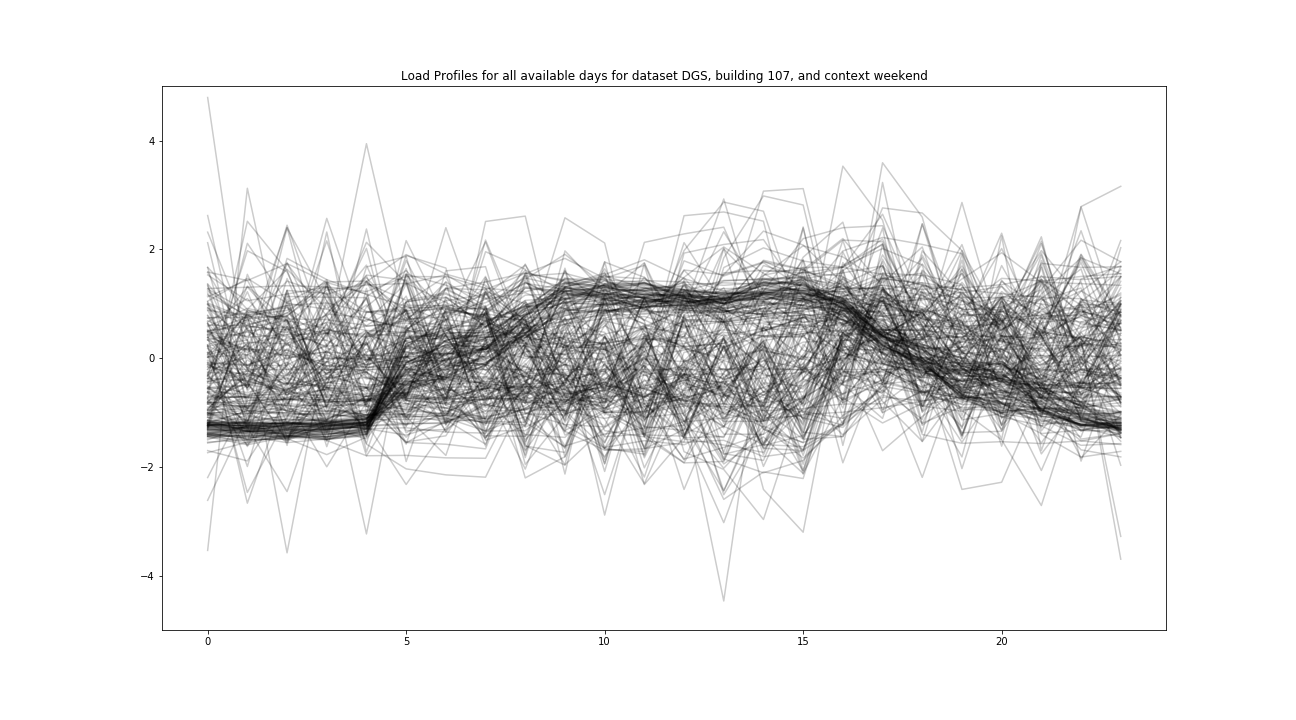 Load Profiles for all available days for dataset DGS, building 107, and context weekend
4
2
0
−2
−4
0 5 10 15 20